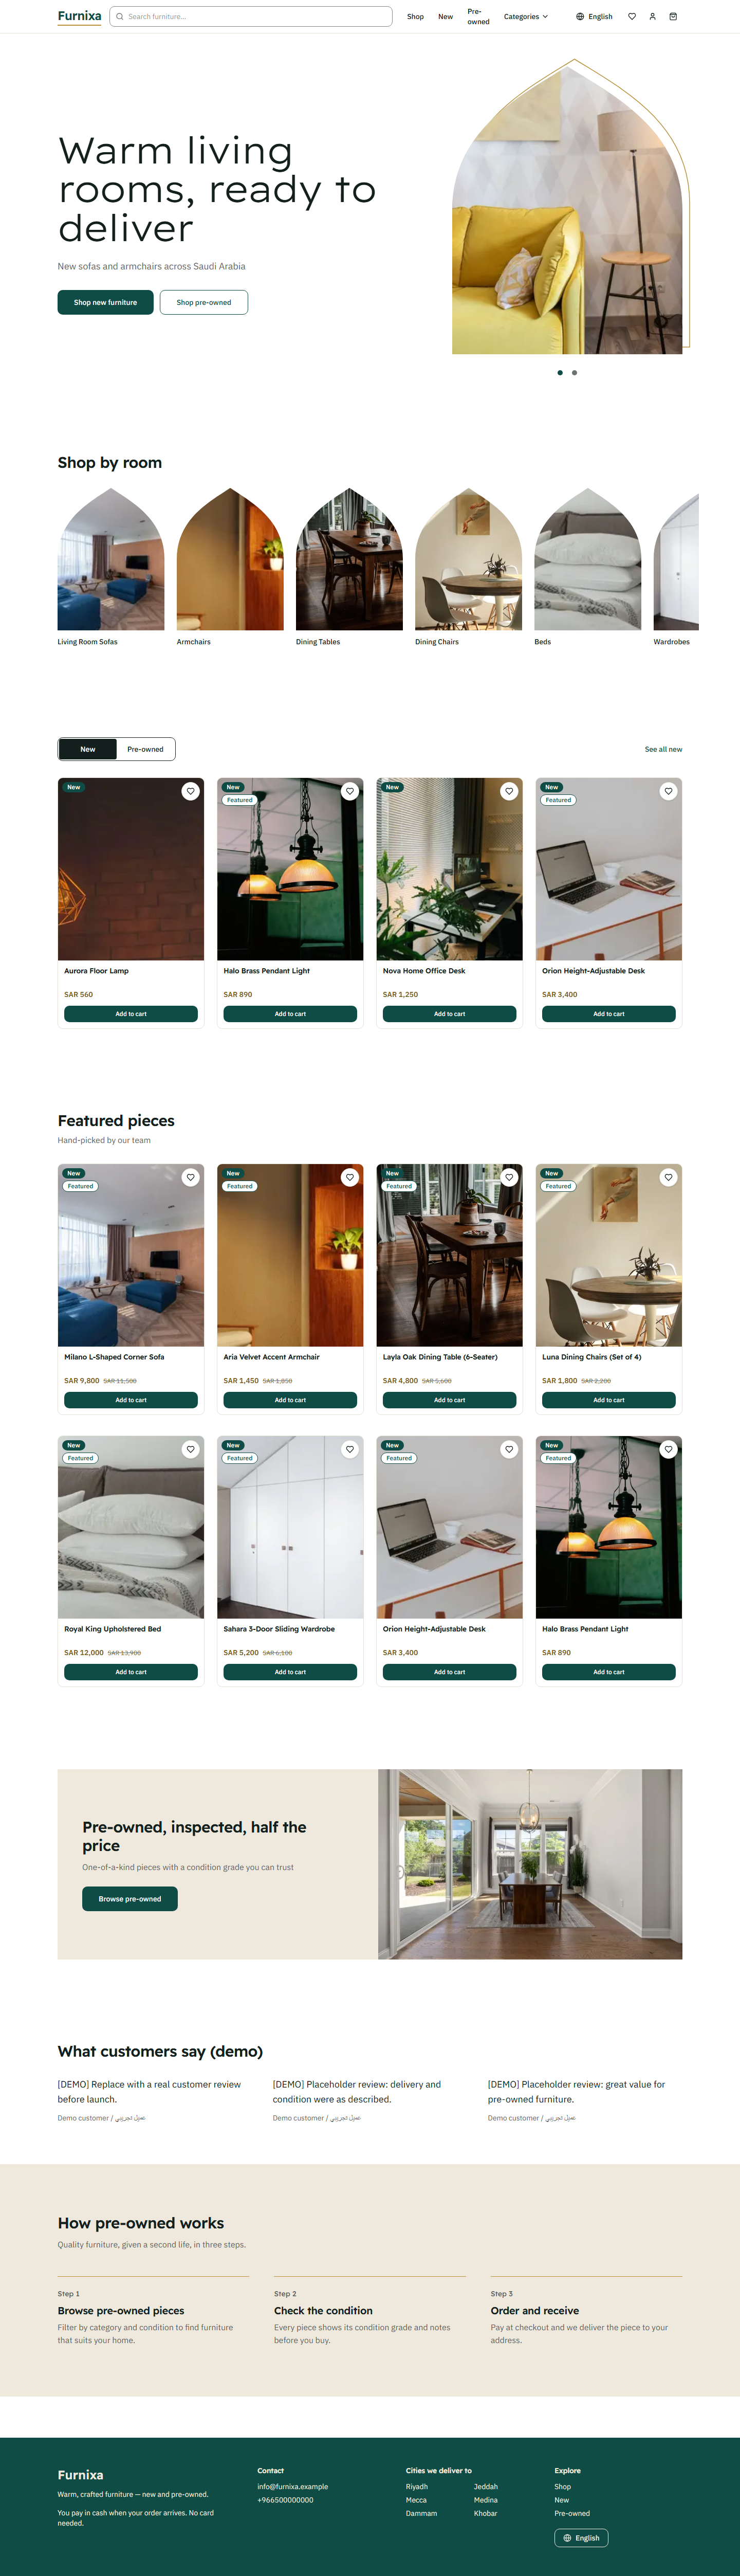 Furnixa
Search furniture...
Shop
New
Pre-
owned
Categories
English
Warm living
rooms, ready to
deliver
New sofas and armchairs across Saudi Arabia
Shop new furniture
Shop pre-owned
Shop by room
Living Room Sofas
Armchairs
Dining Tables
Dining Chairs
Beds
Wardrobes
New
Pre-owned
See all new
New
New
Featured
New
New
Featured
Aurora Floor Lamp
Halo Brass Pendant Light
Nova Home Office Desk
Orion Height-Adjustable Desk
SAR 560
SAR 890
SAR 1,250
SAR 3,400
Add to cart
Add to cart
Add to cart
Add to cart
Featured pieces
Hand-picked by our team
New
Featured
New
Featured
New
Featured
New
Featured
Milano L-Shaped Corner Sofa
Aria Velvet Accent Armchair
Layla Oak Dining Table (6-Seater)
Luna Dining Chairs (Set of 4)
SAR 9,800 SAR 11,500
SAR 1,450 SAR 1,850
SAR 4,800 SAR 5,600
SAR 1,800 SAR 2,200
Add to cart
Add to cart
Add to cart
Add to cart
New
Featured
New
Featured
New
Featured
New
Featured
Royal King Upholstered Bed
Sahara 3-Door Sliding Wardrobe
Orion Height-Adjustable Desk
Halo Brass Pendant Light
SAR 12,000 SAR 13,900
SAR 5,200 SAR 6,100
SAR 3,400
SAR 890
Add to cart
Add to cart
Add to cart
Add to cart
Pre-owned, inspected, half the
price
One-of-a-kind pieces with a condition grade you can trust
Browse pre-owned
What customers say (demo)
[DEMO] Replace with a real customer review
before launch.
Demo customer / عميل تجريبي
[DEMO] Placeholder review: delivery and
condition were as described.
Demo customer / عميل تجريبي
[DEMO] Placeholder review: great value for
pre-owned furniture.
Demo customer / عميل تجريبي
How pre-owned works
Quality furniture, given a second life, in three steps.
Step 1
Browse pre-owned pieces
Filter by category and condition to find furniture
that suits your home.
Step 2
Check the condition
Every piece shows its condition grade and notes
before you buy.
Step 3
Order and receive
Pay at checkout and we deliver the piece to your
address.
Furnixa
Warm, crafted furniture — new and pre-owned.
You pay in cash when your order arrives. No card
needed.
Contact
info@furnixa.example
+966500000000
Cities we deliver to
Riyadh
Jeddah
Mecca
Medina
Dammam
Khobar
Explore
Shop
New
Pre-owned
English